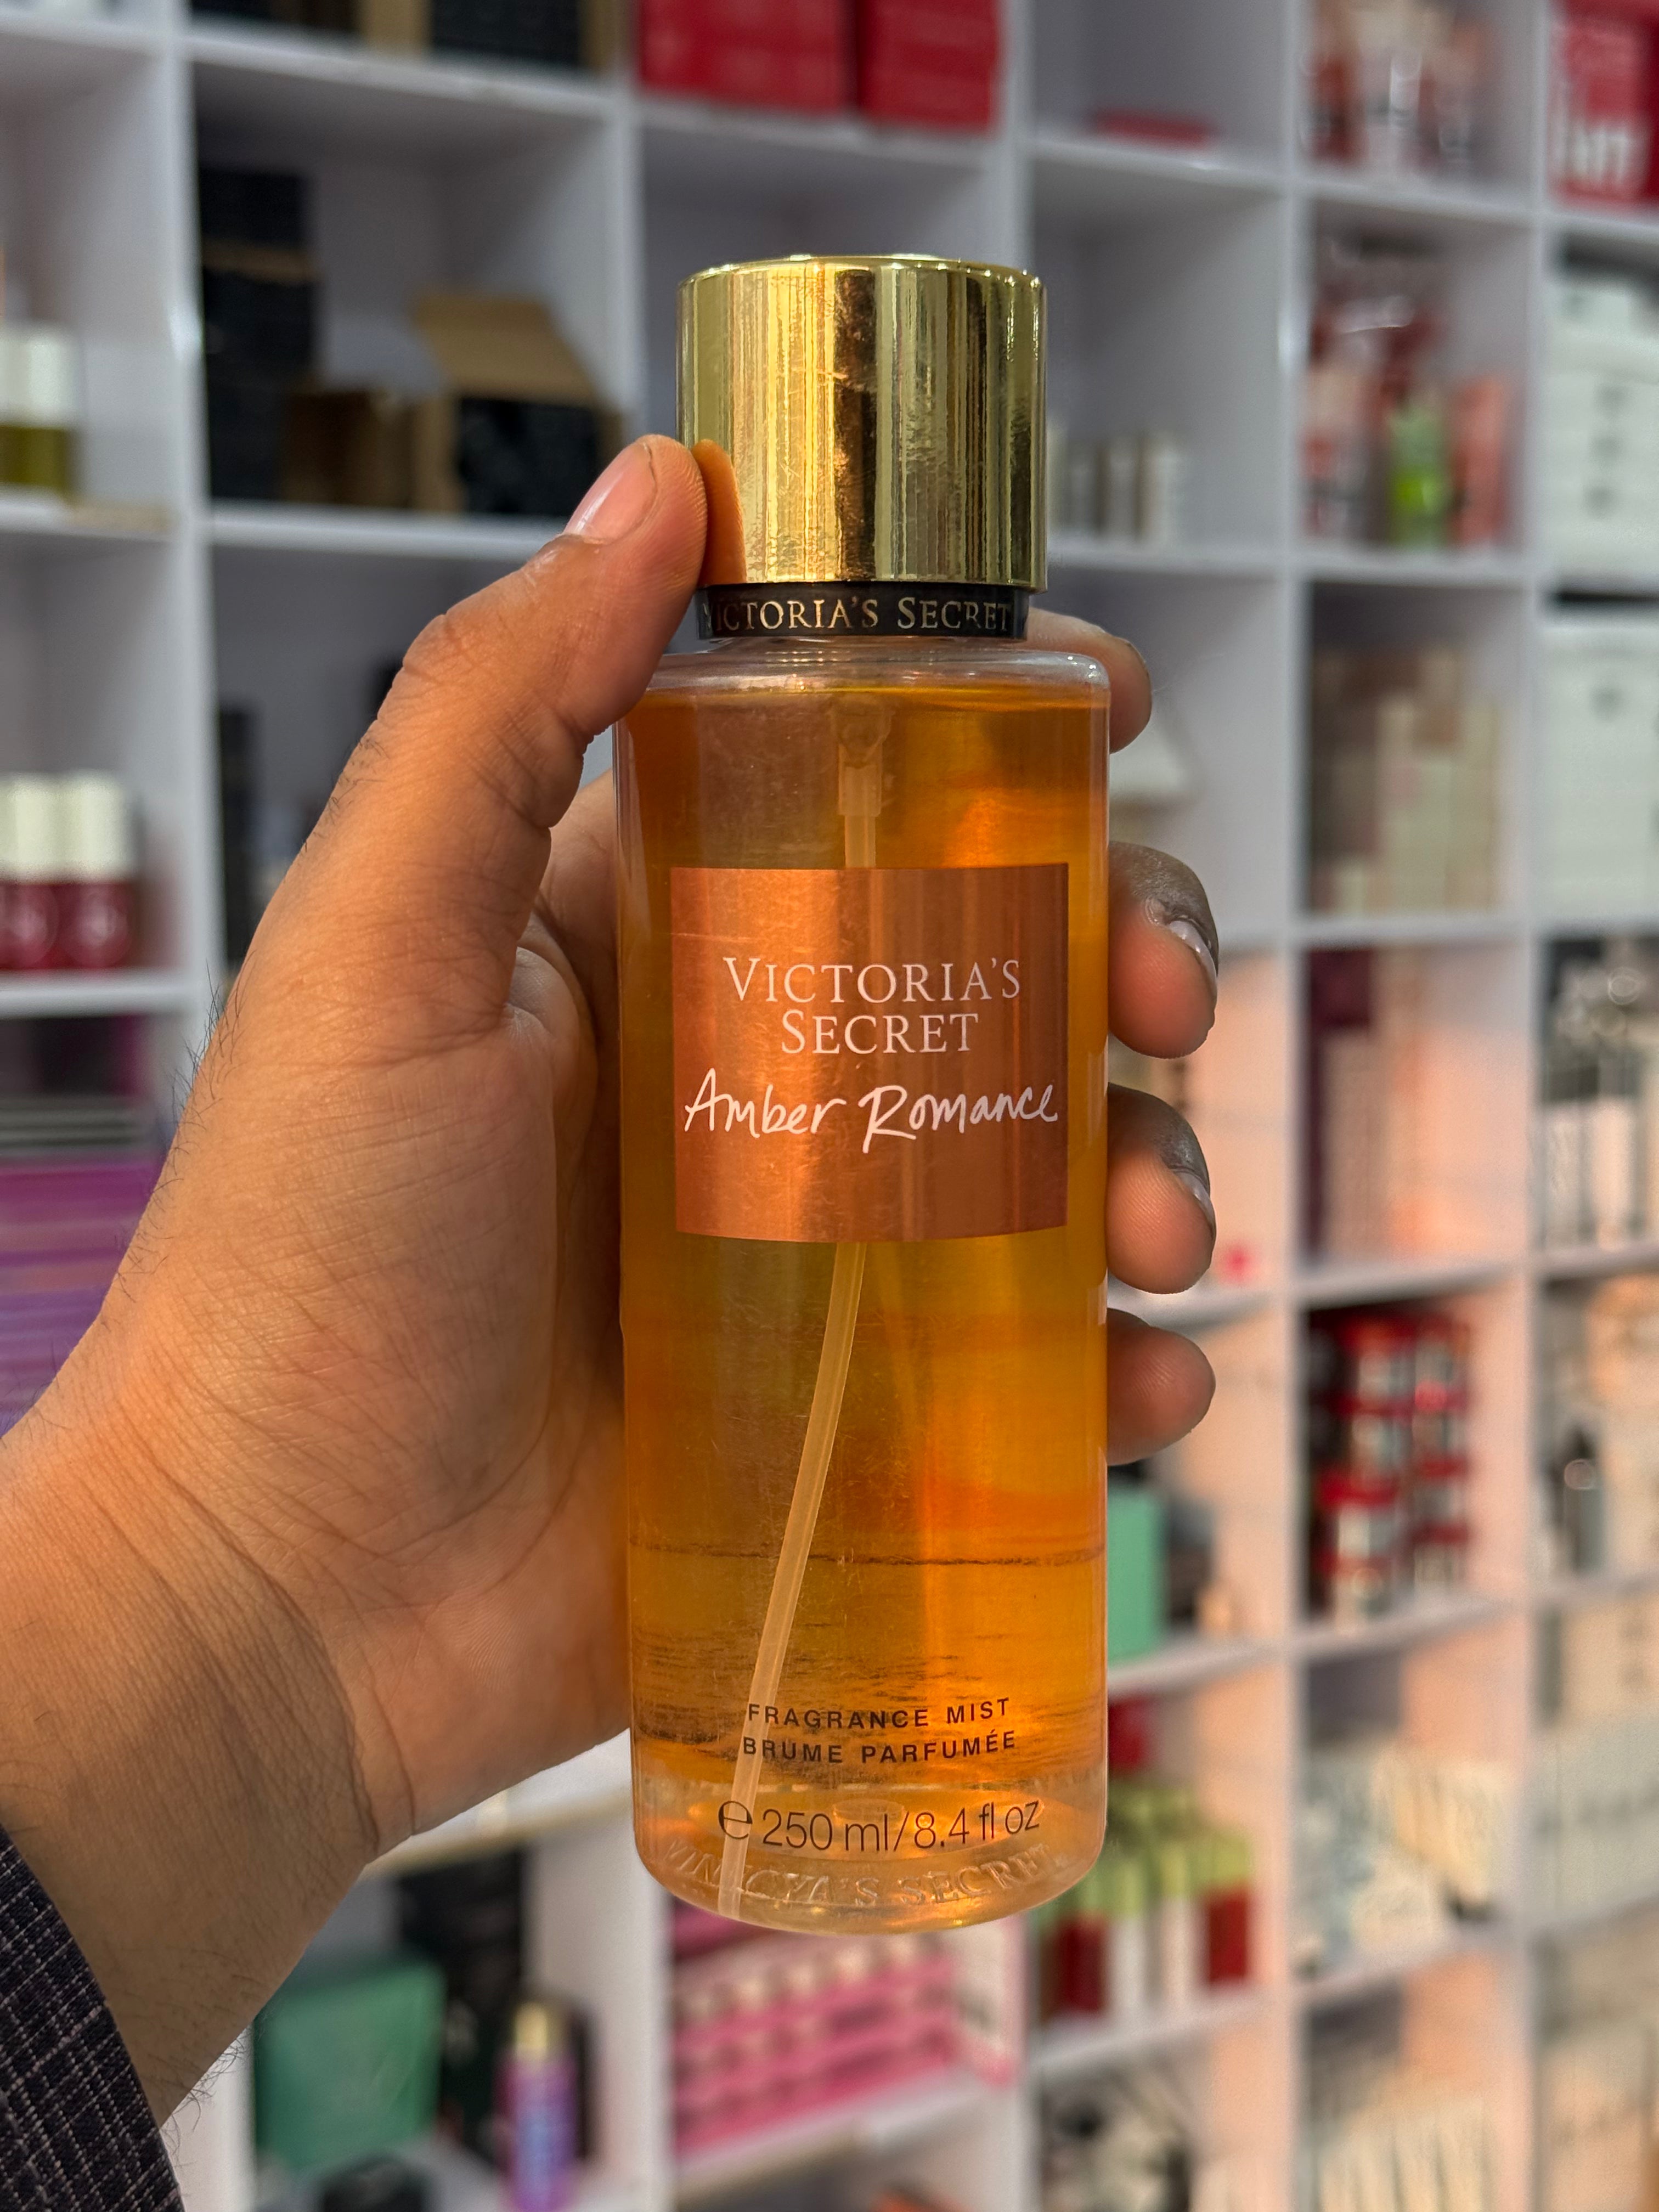 VICTORIA'S SECRET
VICTORIA'S
SECRET
Amber Romance
FRAGRANCE MIST
BRUME PARFUMÉE
℮ 250 ml/8.4 fl oz